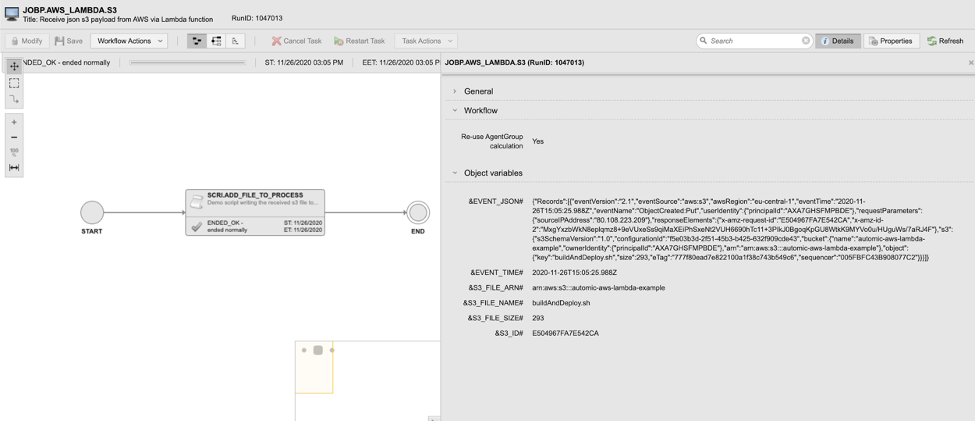 JOBP.AWS_LAMBDA.S3
Title: Receive json s3 payload from AWS via Lambda function RunID: 1047013
Modify Save Workflow Actions Cancel Task Restart Task Task Actions Search Details Properties Refresh
NDED_OK - ended normally ST: 11/26/2020 03:05 PM EET: 11/26/2020 03:05 P
JOBP.AWS_LAMBDA.S3 (RunID: 1047013)
General
Workflow
Re-use AgentGroup
calculation Yes
Object variables
&EVENT_JSON# {"Records":[{"eventVersion":"2.1","eventSource":"aws:s3","awsRegion":"eu-central-1","eventTime":"2020-
11-26T15:05:25.988Z","eventName":"ObjectCreated:Put","userIdentity":{"principalId":"AXA7GHSFMPBDE"},"requestParameters":
{"sourceIPAddress":"80.108.223.209"},"responseElements":{"x-amz-request-id":"E504967FA7E542CA","x-amz-id-
2":"MxgYxzbWkN8eplqmz8+9eVUxeSs9qiMaXEiPhSxeNt2VUH6690hTc11+3PlkJ0BgoqKpGU8WtkK9MYVo0u/HUguWs/7aRJ4F"},"s3":
{"s3SchemaVersion":"1.0","configurationId":"f5e03b3d-2f51-45b3-b425-632f909cde43","bucket":{"name":"automic-aws-lambda-
example","ownerIdentity":{"principalId":"AXA7GHSFMPBDE"},"arn":"arn:aws:s3:::automic-aws-lambda-example"},"object":
{"key":"buildAndDeploy.sh","size":293,"eTag":"777f80ead7e822100a1f38c743b549c6","sequencer":"005FBFC43B908077C2"}}}]}
&EVENT_TIME# 2020-11-26T15:05:25.988Z
&S3_FILE_ARN# arn:aws:s3:::automic-aws-lambda-example
&S3_FILE_NAME# buildAndDeploy.sh
&S3_FILE_SIZE# 293
&S3_ID# E504967FA7E542CA
SCRI.ADD_FILE_TO_PROCESS
Demo script writing the received s3 file to...
ENDED_OK - ST: 11/26/2020
ended normally ET: 11/26/2020
START
END